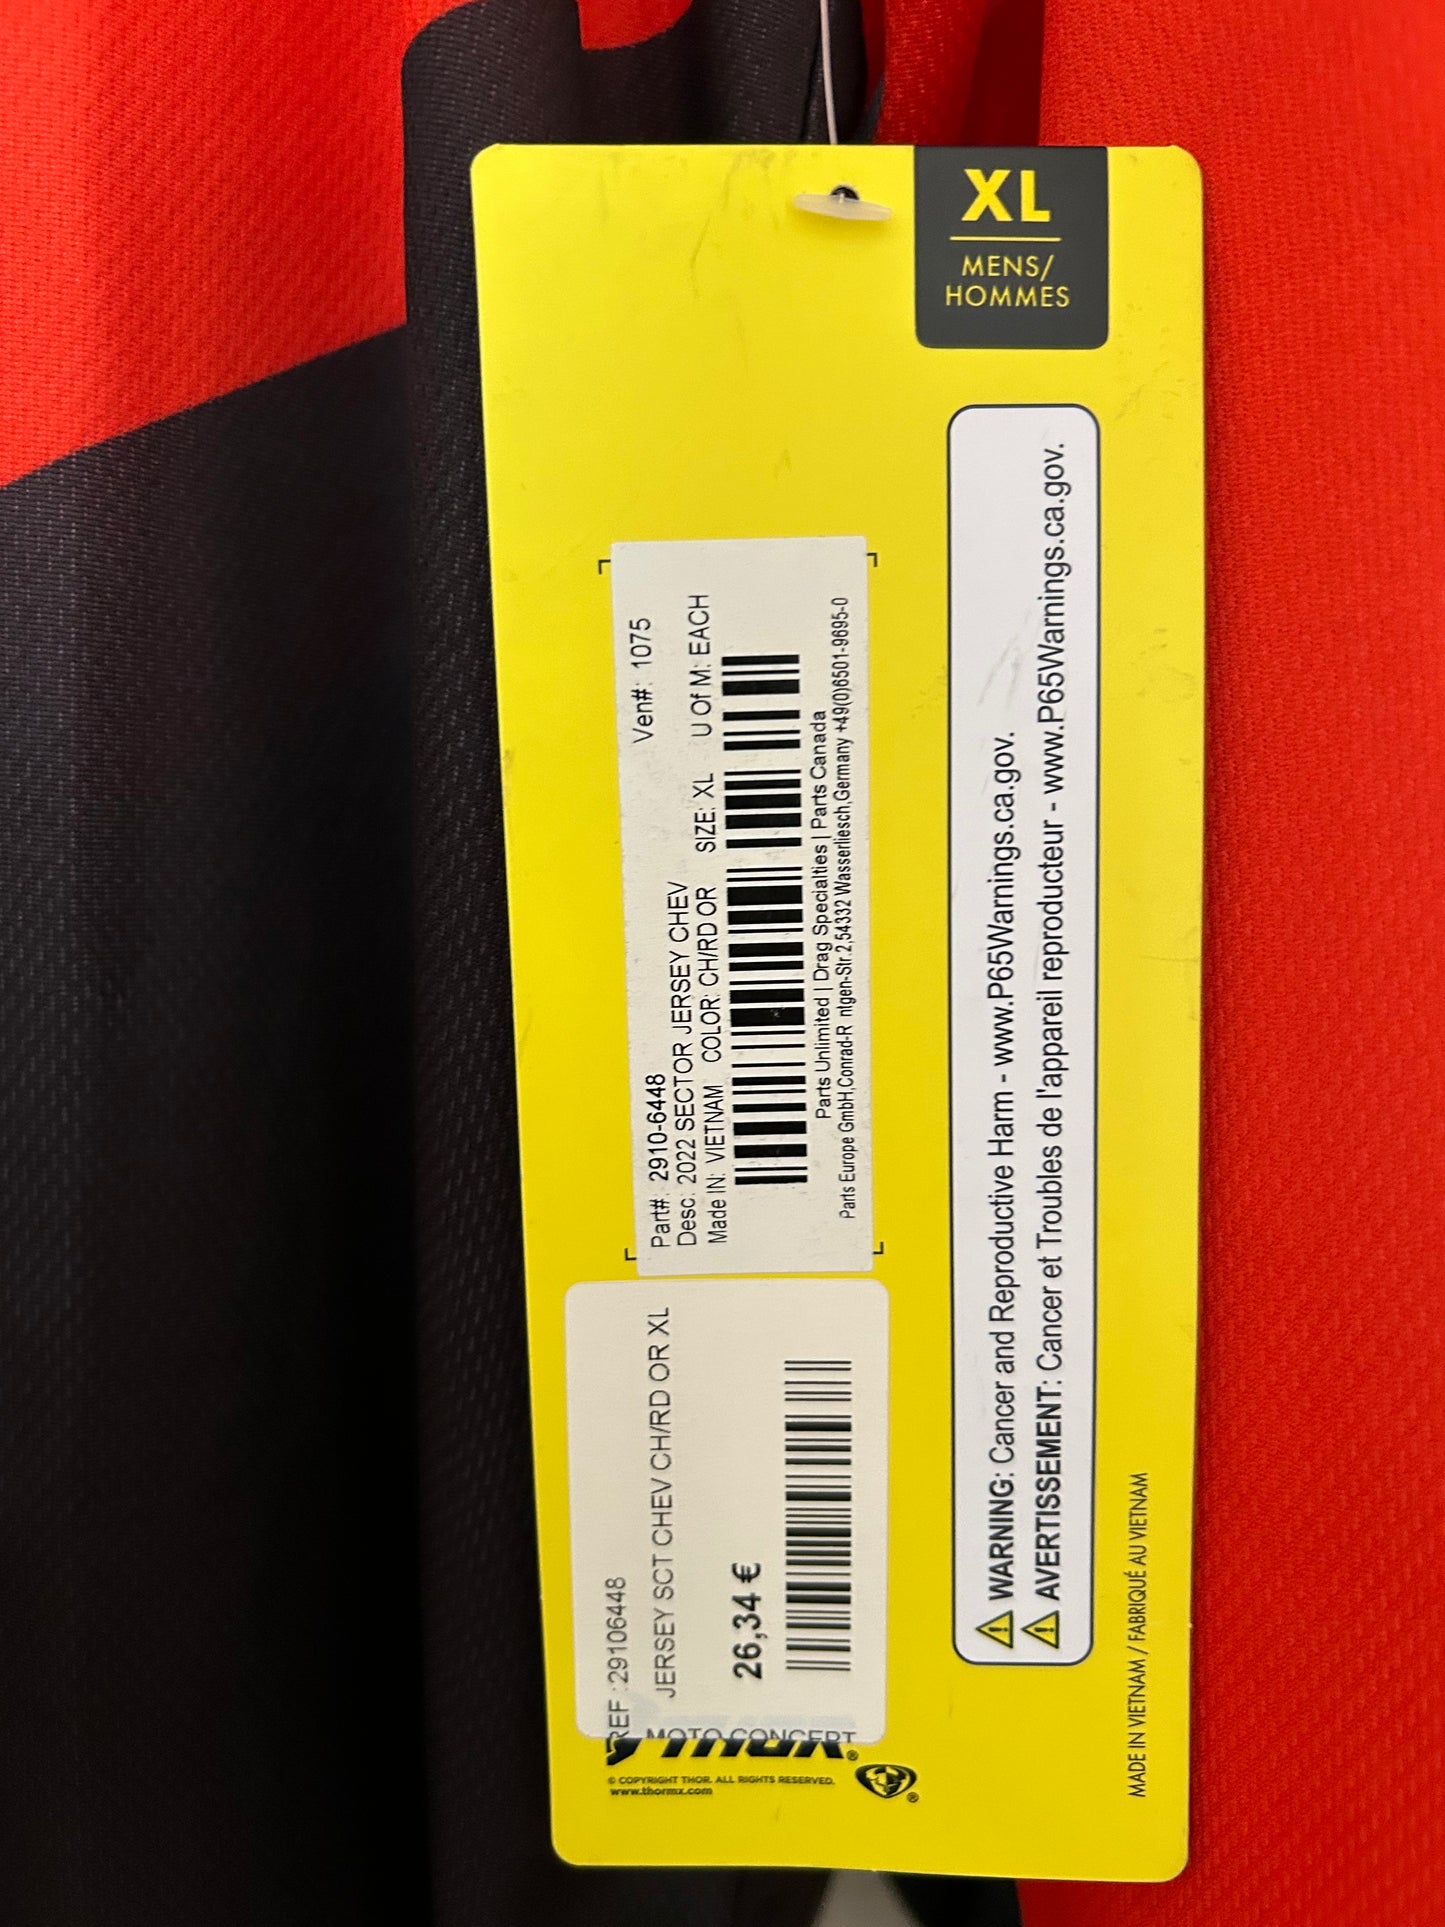 XL
MENS/
HOMMES
Part#: 2910-6448 Ven#: 1075
Desc: 2022 SECTOR JERSEY CHEV
Made IN: VIETNAM COLOR: CH/RD OR SIZE: XL U Of M: EACH
Parts Unlimited | Drag Specialties | Parts Canada
Parts Europe GmbH,Conrad-R ntgen-Str.2,54332 Wasserliesch,Germany +49(0)6501-9695-0
REF :29106448
JERSEY SCT CHEV CH/RD OR XL
26,34 €
MOTO CONCEPT
THOR®
© COPYRIGHT THOR. ALL RIGHTS RESERVED.
www.thormx.com
®
⚠ WARNING: Cancer and Reproductive Harm - www.P65Warnings.ca.gov.
⚠ AVERTISSEMENT: Cancer et Troubles de l'appareil reproducteur - www.P65Warnings.ca.gov.
MADE IN VIETNAM / FABRIQUÉ AU VIETNAM